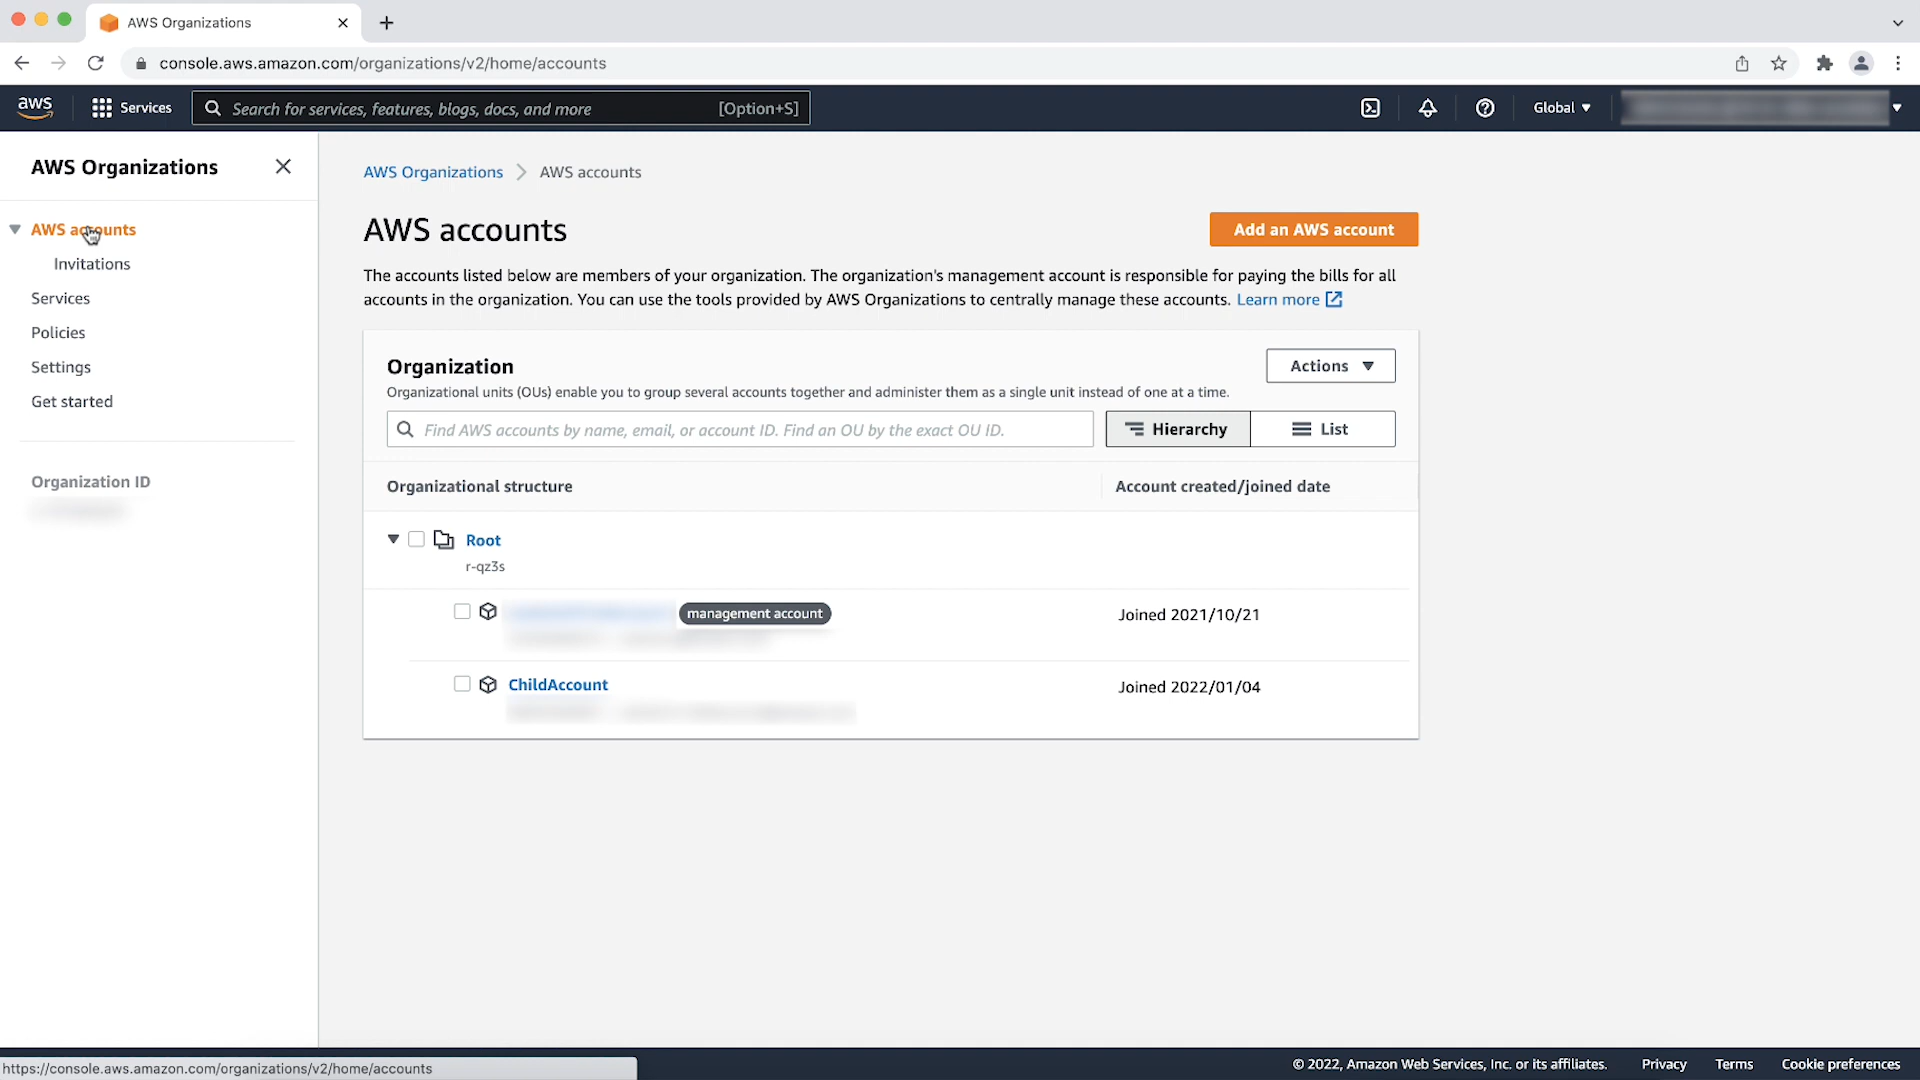 AWS Organizations
console.aws.amazon.com/organizations/v2/home/accounts
aws
Services
Search for services, features, blogs, docs, and more
[Option+S]
Global
AWS Organizations
AWS accounts
Invitations
Services
Policies
Settings
Get started
Organization ID
AWS Organizations
AWS accounts
AWS accounts
Add an AWS account
The accounts listed below are members of your organization. The organization's management account is responsible for paying the bills for all
accounts in the organization. You can use the tools provided by AWS Organizations to centrally manage these accounts. Learn more
Organization
Actions
Organizational units (OUs) enable you to group several accounts together and administer them as a single unit instead of one at a time.
Find AWS accounts by name, email, or account ID. Find an OU by the exact OU ID.
Hierarchy
List
Organizational structure
Account created/joined date
Root
r-qz3s
management account
Joined 2021/10/21
ChildAccount
Joined 2022/01/04
https://console.aws.amazon.com/organizations/v2/home/accounts
© 2022, Amazon Web Services, Inc. or its affiliates.
Privacy
Terms
Cookie preferences